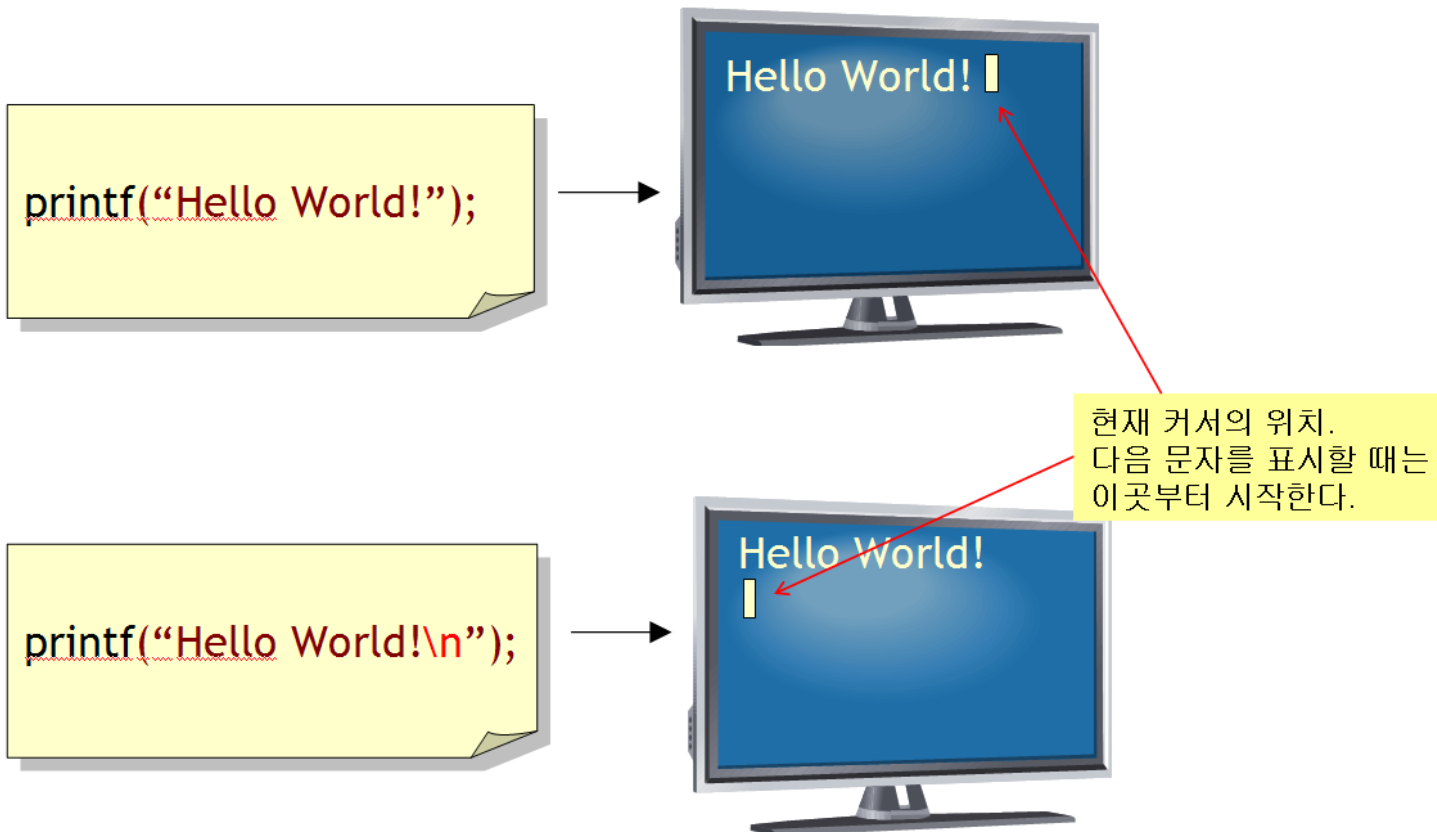 Hello World!
printf(“Hello World!”);
현재 커서의 위치.
다음 문자를 표시할 때는
이곳부터 시작한다.
Hello World!
printf(“Hello World!\n”);